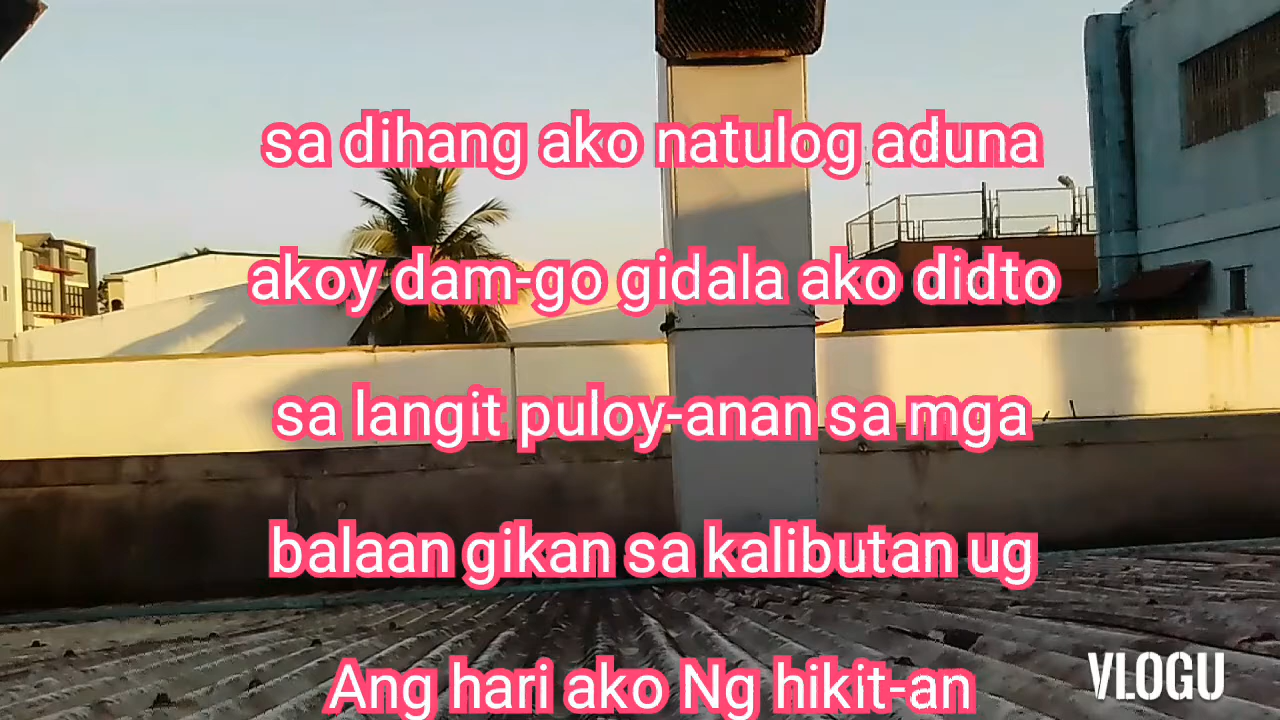 sa dihang ako natulog aduna
akoy dam-go gidala ako didto
sa langit puloy-anan sa mga
balaan gikan sa kalibutan ug
Ang hari ako Ng hikit-an
VLOGU